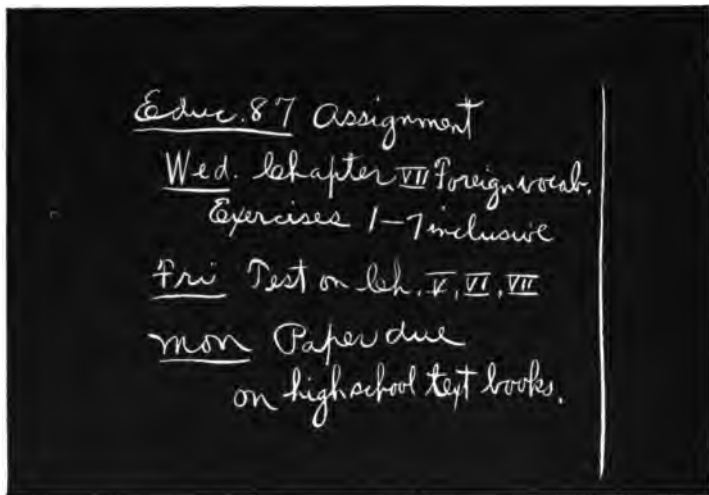 Educ. 87 Assignment
Wed. Chapter VII Foreign vocab.
Exercises 1-7 inclusive
Fri Test on Ch. V, VI, VII
Mon Paper due
on high school text books.